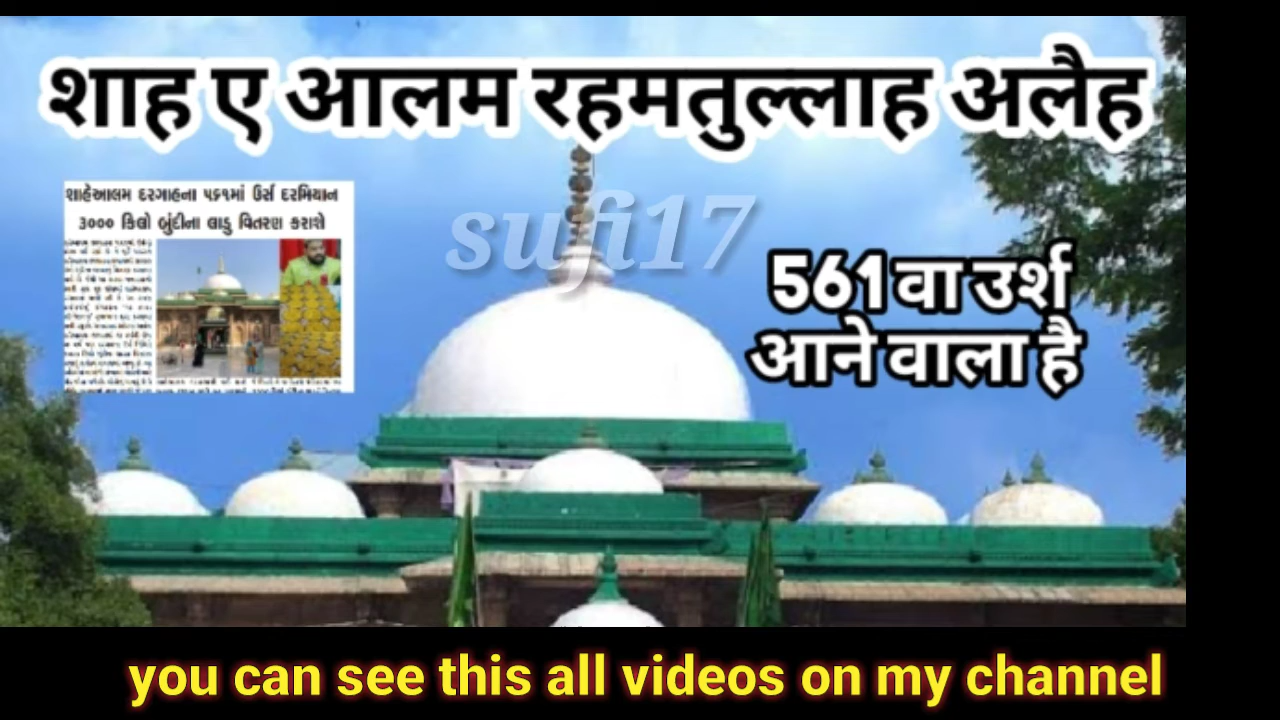 शाह ए आलम रहमतुल्लाह अलैह
શાહેઆલમ દરગાહના ૫૬૧માં ઉર્સ દરમિયાન
૩૦૦૦ કિલો બુંદીના લાડુ વિતરણ કરાશે
sufi17
561 वा उर्श
आने वाला है
you can see this all videos on my channel